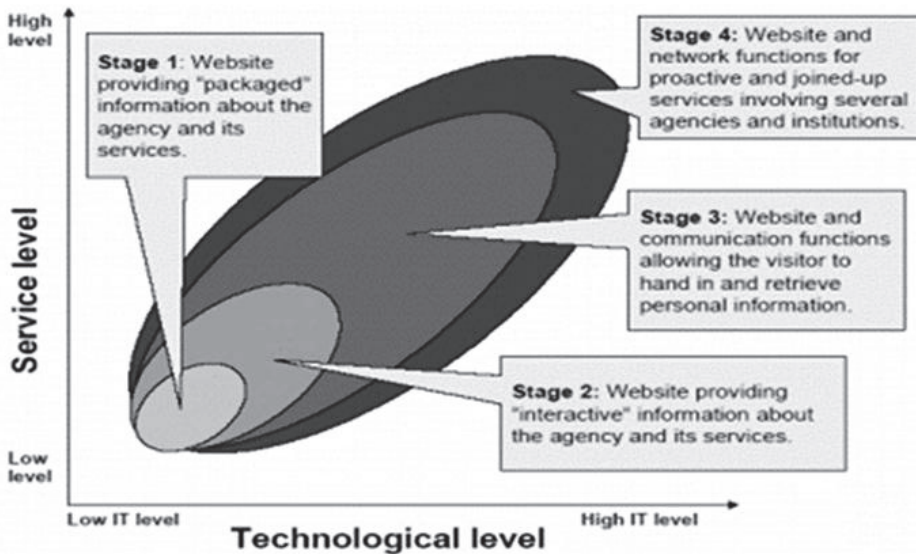 High
level
Stage 1: Website
providing "packaged"
information about the
agency and its
services.
Stage 4: Website and
network functions for
proactive and joined-up
services involving several
agencies and institutions.
Stage 3: Website and
communication functions
allowing the visitor to
hand in and retrieve
personal information.
Stage 2: Website providing
"interactive" information about
the agency and its services.
Service level
Low
level
Low IT level
High IT level
Technological level